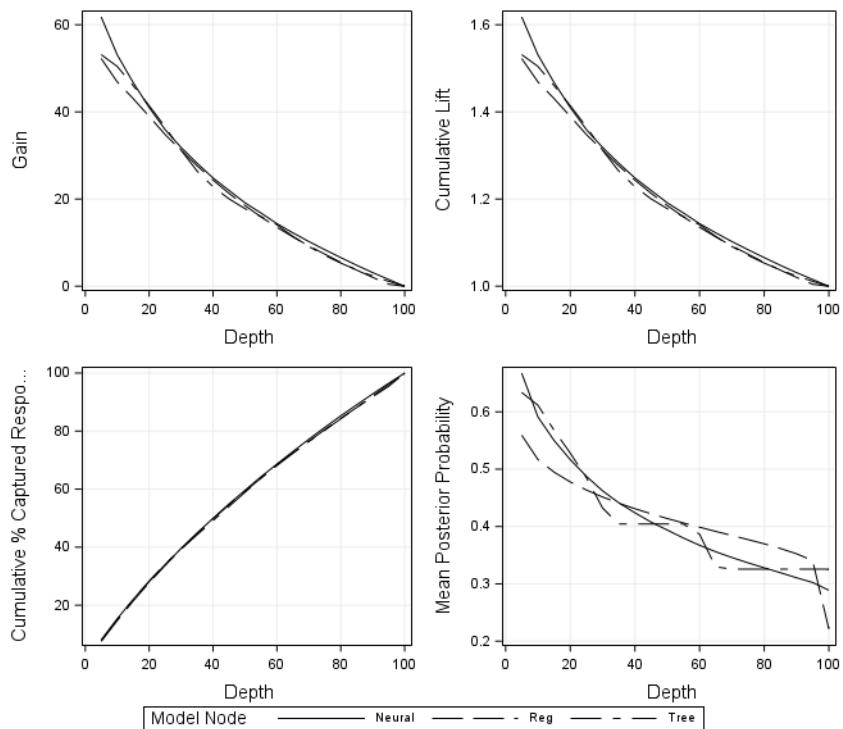 Gain
60
40
20
0
0 20 40 60 80 100
Depth
Cumulative Lift
1.6
1.4
1.2
1.0
0 20 40 60 80 100
Depth
Cumulative % Captured Respo...
100
80
60
40
20
0 20 40 60 80 100
Depth
Mean Posterior Probability
0.6
0.5
0.4
0.3
0.2
0 20 40 60 80 100
Depth
Model Node Neural Reg Tree